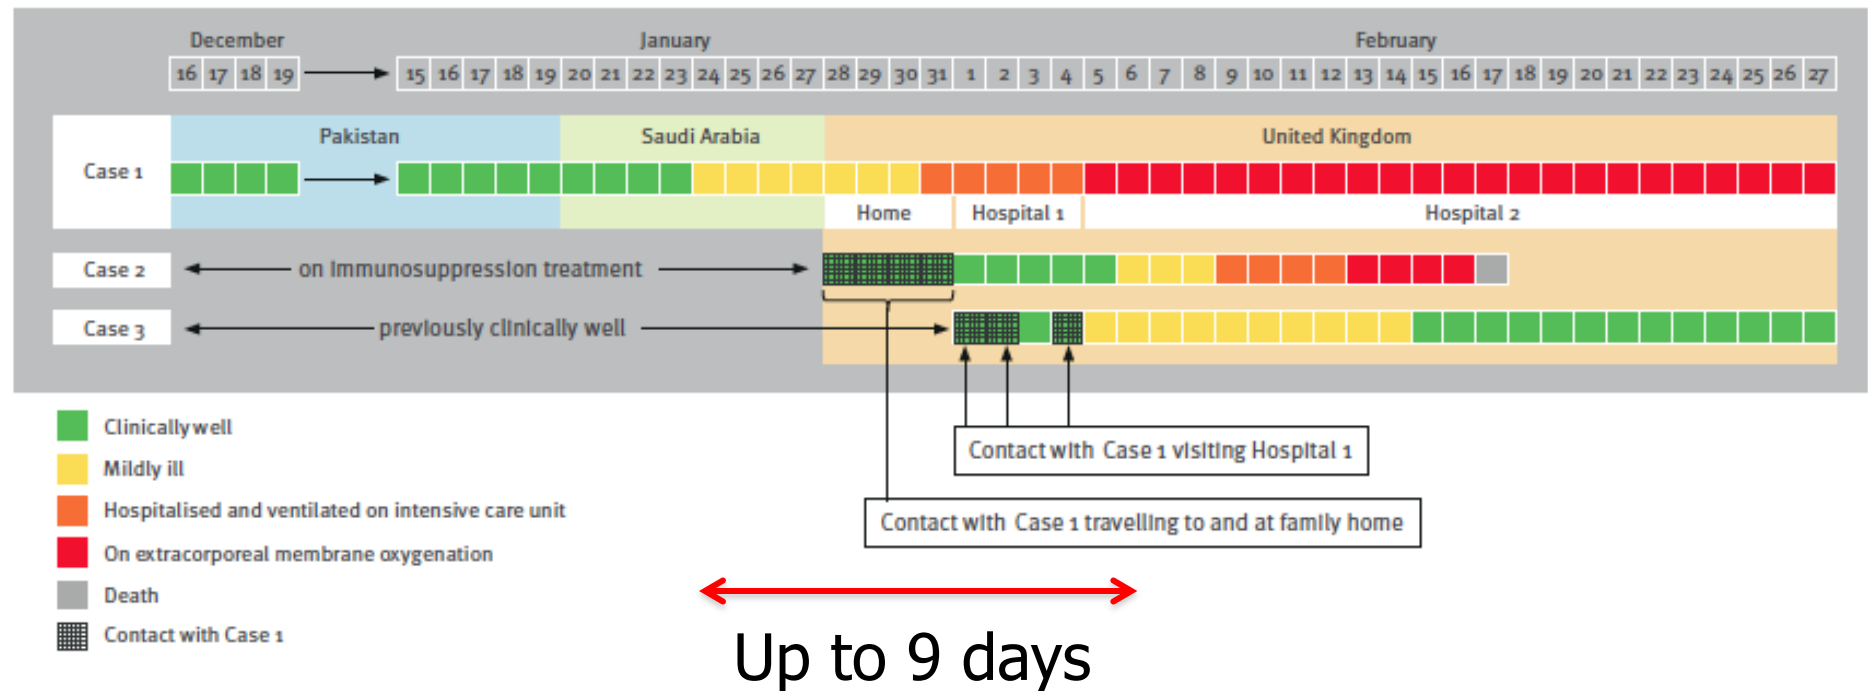 December January February
16 17 18 19 15 16 17 18 19 20 21 22 23 24 25 26 27 28 29 30 31 1 2 3 4 5 6 7 8 9 10 11 12 13 14 15 16 17 18 19 20 21 22 23 24 25 26 27
Pakistan Saudi Arabia United Kingdom
Case 1
Home Hospital 1 Hospital 2
Case 2 on immunosuppression treatment
Case 3 previously clinically well
Clinically well
Contact with Case 1 visiting Hospital 1
Mildly ill
Hospitalised and ventilated on intensive care unit
Contact with Case 1 travelling to and at family home
On extracorporeal membrane oxygenation
Death
Contact with Case 1
Up to 9 days